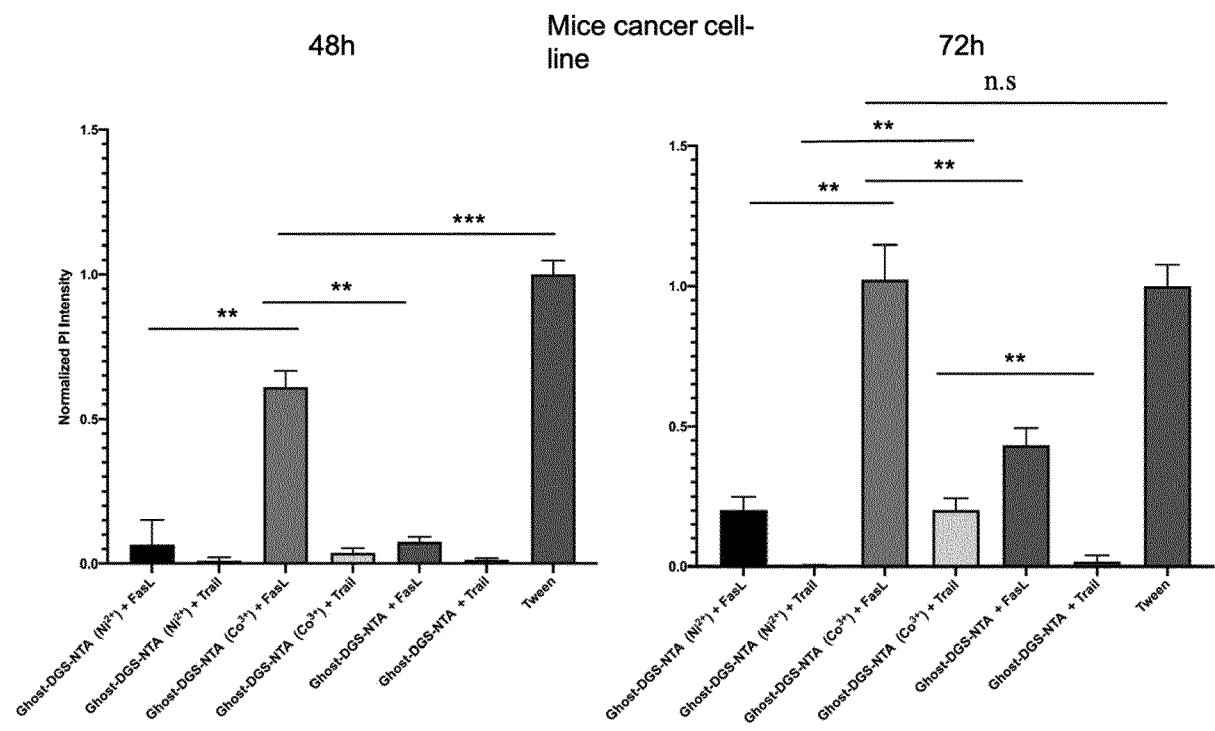 Mice cancer cell-
line
48h
72h
n.s
**
**
**
***
**
**
**
Normalized PI Intensity
1.5
1.0
0.5
0.0
Ghost-DGS-NTA (Ni²⁺) + FasL
Ghost-DGS-NTA (Ni²⁺) + Trail
Ghost-DGS-NTA (Co³⁺) + FasL
Ghost-DGS-NTA (Co³⁺) + Trail
Ghost-DGS-NTA + FasL
Ghost-DGS-NTA + Trail
Tween
1.5
1.0
0.5
0.0
Ghost-DGS-NTA (Ni²⁺) + FasL
Ghost-DGS-NTA (Ni²⁺) + Trail
Ghost-DGS-NTA (Co³⁺) + FasL
Ghost-DGS-NTA (Co³⁺) + Trail
Ghost-DGS-NTA + FasL
Ghost-DGS-NTA + Trail
Tween